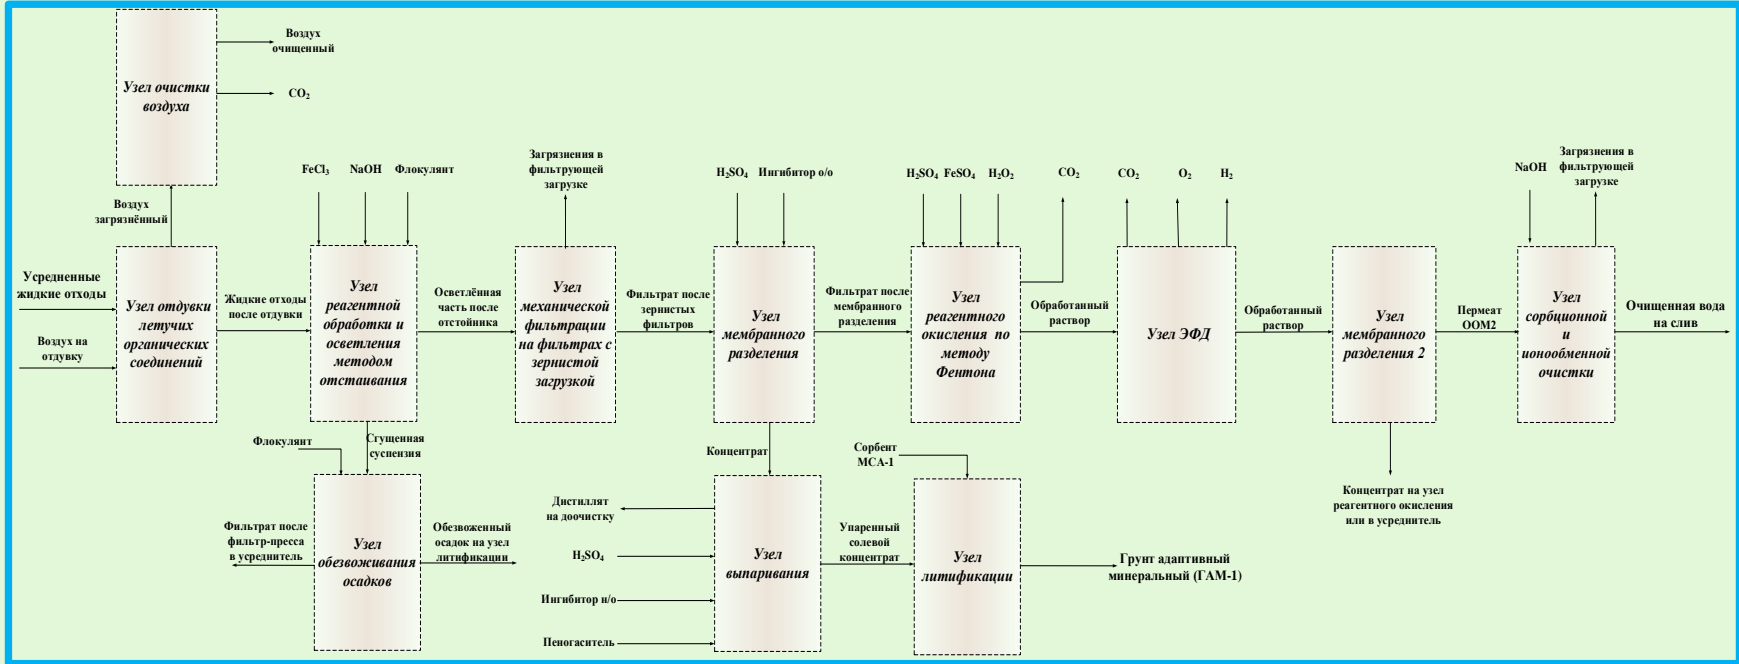 Узел очистки
воздуха
Воздух
очищенный
CO2
Воздух
загрязнённый
Усредненные
жидкие отходы
Воздух на
отдувку
Узел отдувки
летучих
органических
соединений
Жидкие отходы
после отдувки
FeCl3
NaOH
Флокулянт
Узел
реагентной
обработки и
осветления
методом
отстаивания
Осветлённая
часть после
отстойника
Загрязнения в
фильтрующей
загрузке
Узел
механической
фильтрации
на фильтрах с
зернистой
загрузкой
Фильтрат после
зернистых
фильтров
H2SO4
Ингибитор о/о
Узел
мембранного
разделения
Фильтрат после
мембранного
разделения
H2SO4
FeSO4
H2O2
CO2
Узел
реагентного
окисления по
методу
Фентона
Обработанный
раствор
CO2
O2
H2
Узел ЭФД
Обработанный
раствор
Узел
мембранного
разделения 2
Пермеат
ООМ2
NaOH
Загрязнения в
фильтрующей
загрузке
Узел
сорбционной
и
ионообменной
очистки
Очищенная вода
на слив
Флокулянт
Сгущенная
суспензия
Фильтрат после
фильтр-пресса
в усреднитель
Узел
обезвоживания
осадков
Обезвоженный
осадок на узел
литификации
Концентрат
Дистиллят
на доочистку
H2SO4
Ингибитор н/о
Пеногаситель
Узел
выпаривания
Упаренный
солевой
концентрат
Сорбент
МСА-1
Узел
литификации
Грунт адаптивный
минеральный (ГАМ-1)
Концентрат на узел
реагентного окисления
или в усреднитель